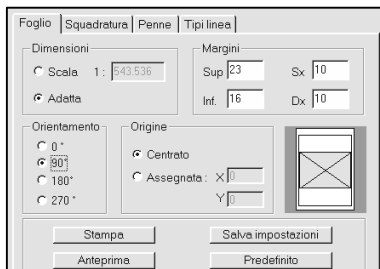 Foglio Squadratura Penne Tipi linea
Dimensioni
Scala 1: 543.536
Adatta
Margini
Sup 23 Sx 10
Inf. 16 Dx 10
Orientamento
0°
90°
180°
270°
Origine
Centrato
Assegnata: X 0
Y 0
Stampa Salva impostazioni
Anteprima Predefinito